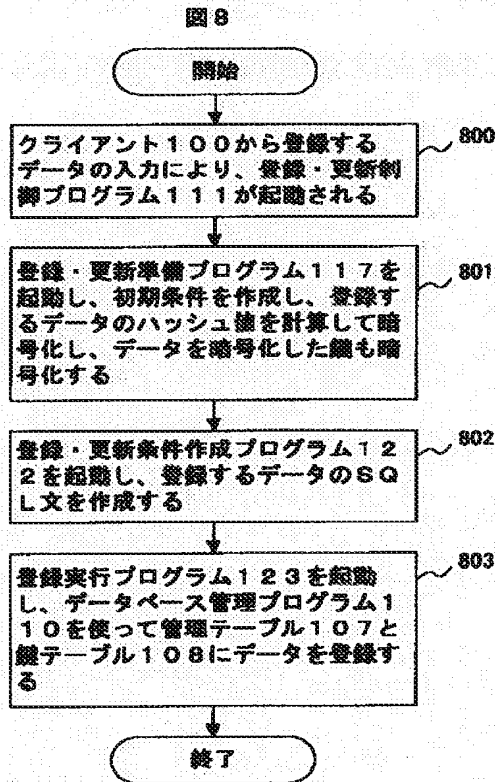 図8
開始
クライアント100から登録する
データの入力により、登録・更新制
御プログラム111が起動される
800
登録・更新準備プログラム117を
起動し、初期条件を作成し、登録す
るデータのハッシュ値を計算して暗
号化し、データを暗号化した鍵も暗
号化する
801
登録・更新条件作成プログラム12
2を起動し、登録するデータのSQ
L文を作成する
802
登録実行プログラム123を起動
し、データベース管理プログラム1
10を使って管理テーブル107と
鍵テーブル108にデータを登録す
る
803
終了